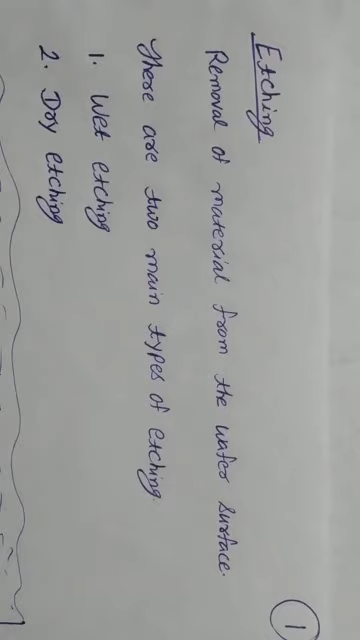 1
Etching
Removal of material from the wafer surface.
There are two main types of etching.
1. Wet etching
2. Dry etching